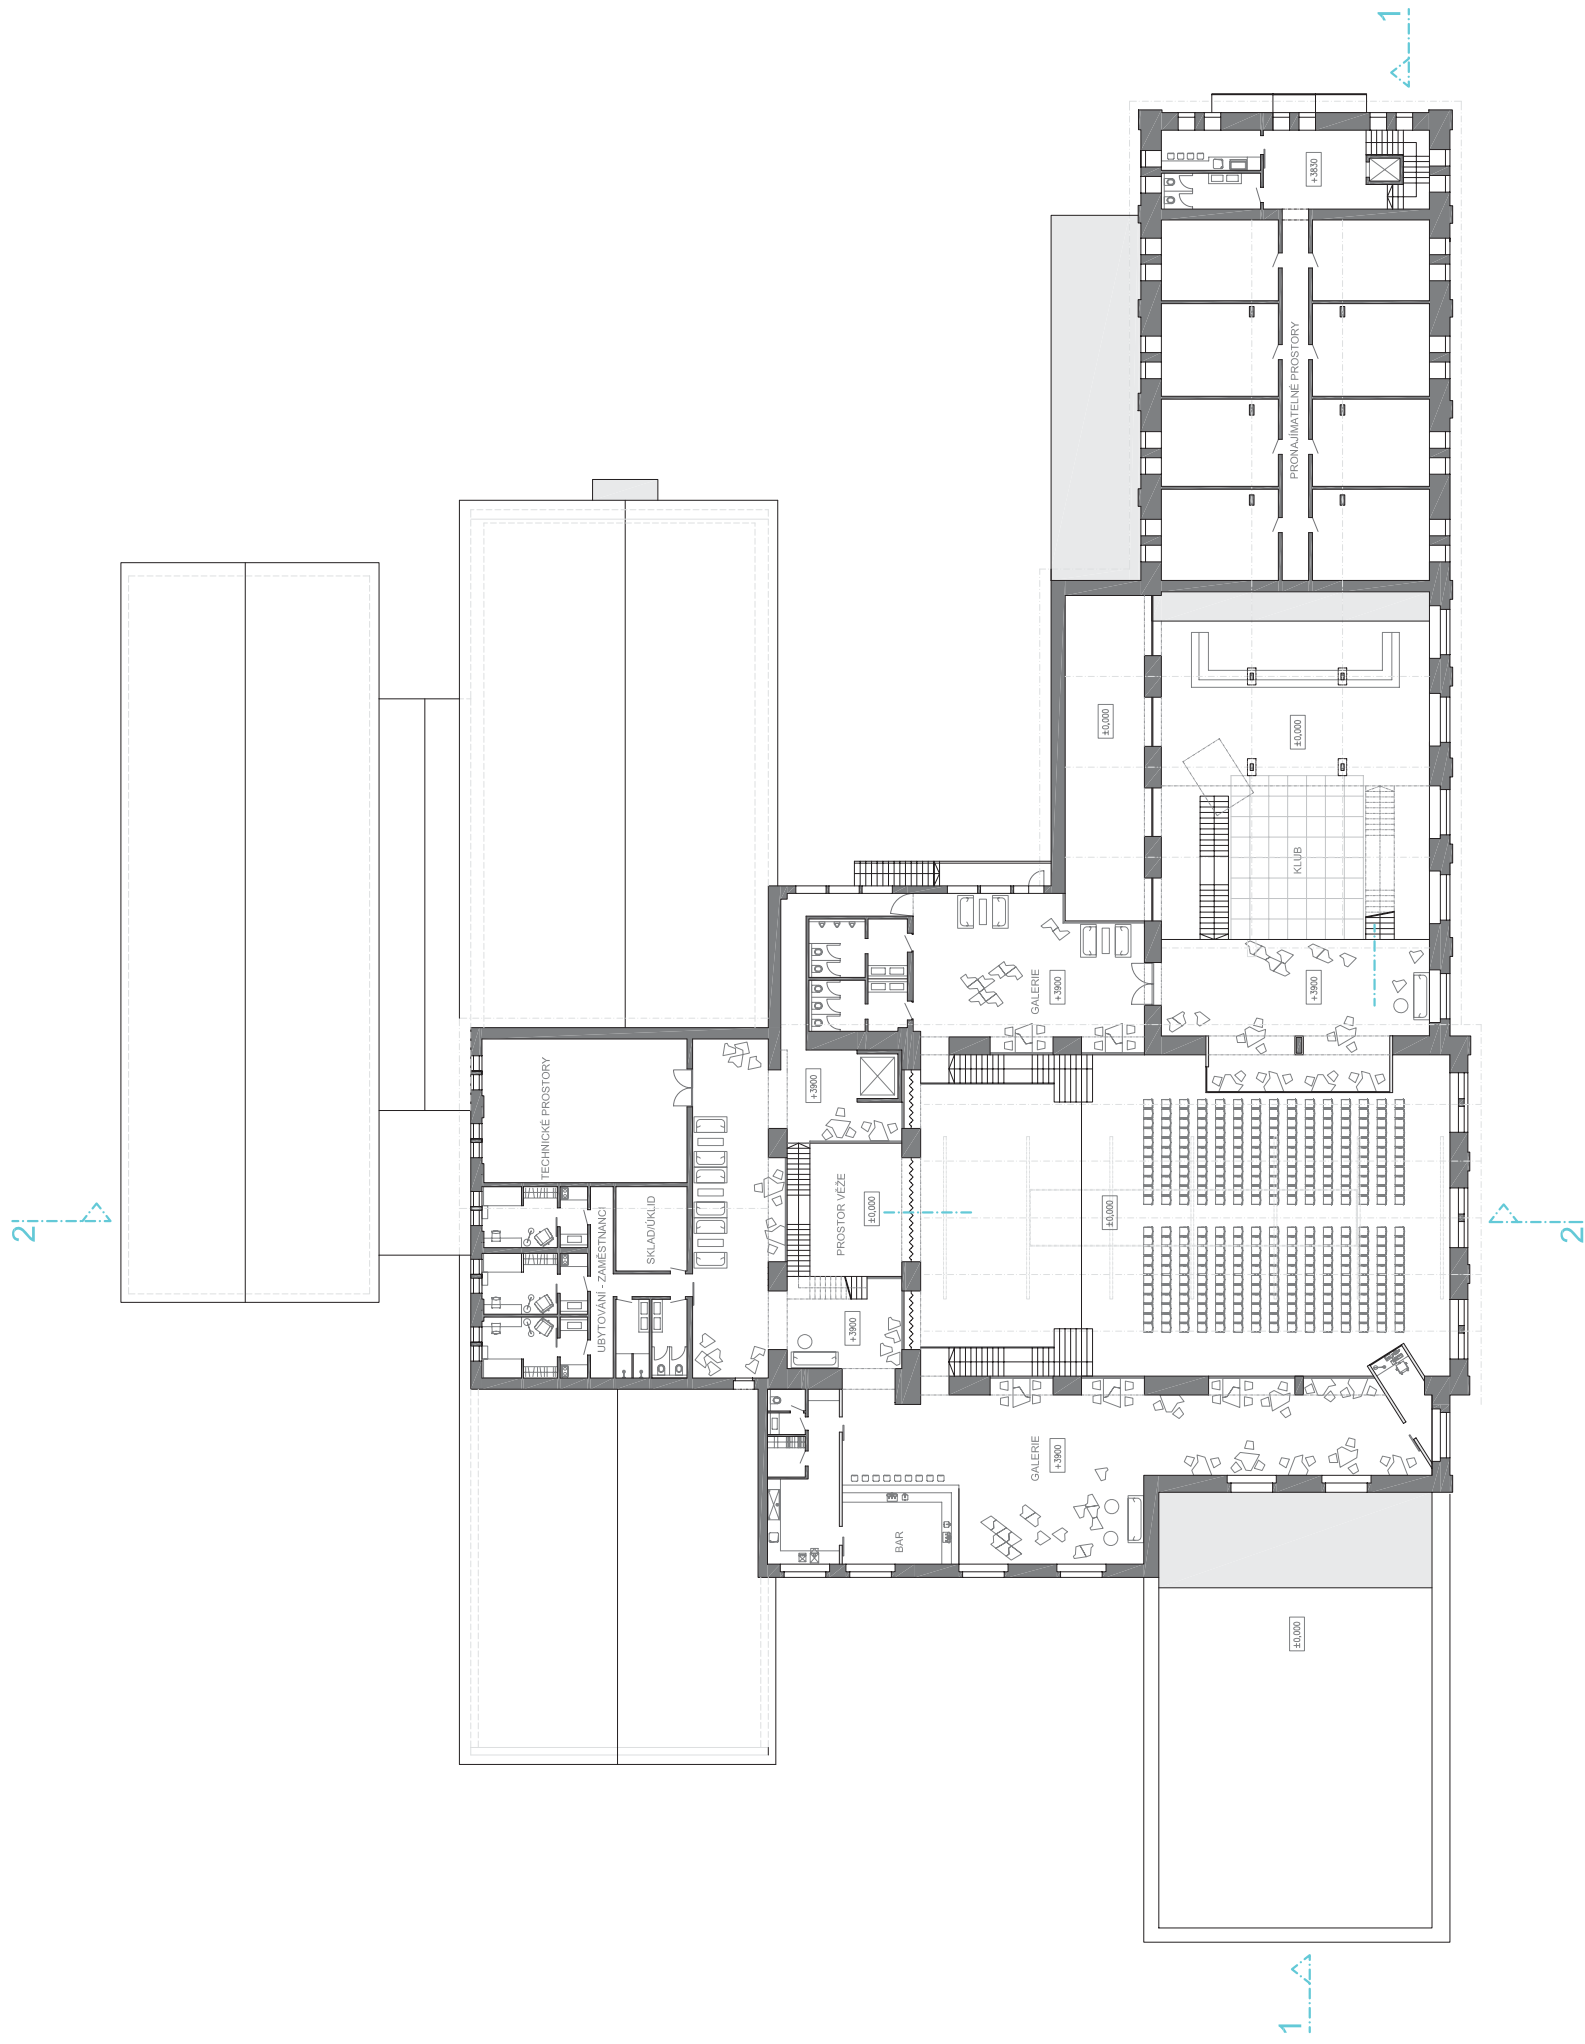 1
+3830
PRONAJÍMATELNÉ PROSTORY
±0,000
±0,000
KLUB
GALERIE
+3900
+3900
TECHNICKÉ PROSTORY
+3900
2
UBYTOVÁNÍ - ZAMĚSTNANCI
SKLAD/ÚKLID
PROSTOR VĚŽE
±0,000
±0,000
2
+3900
GALERIE
+3900
BAR
±0,000
1